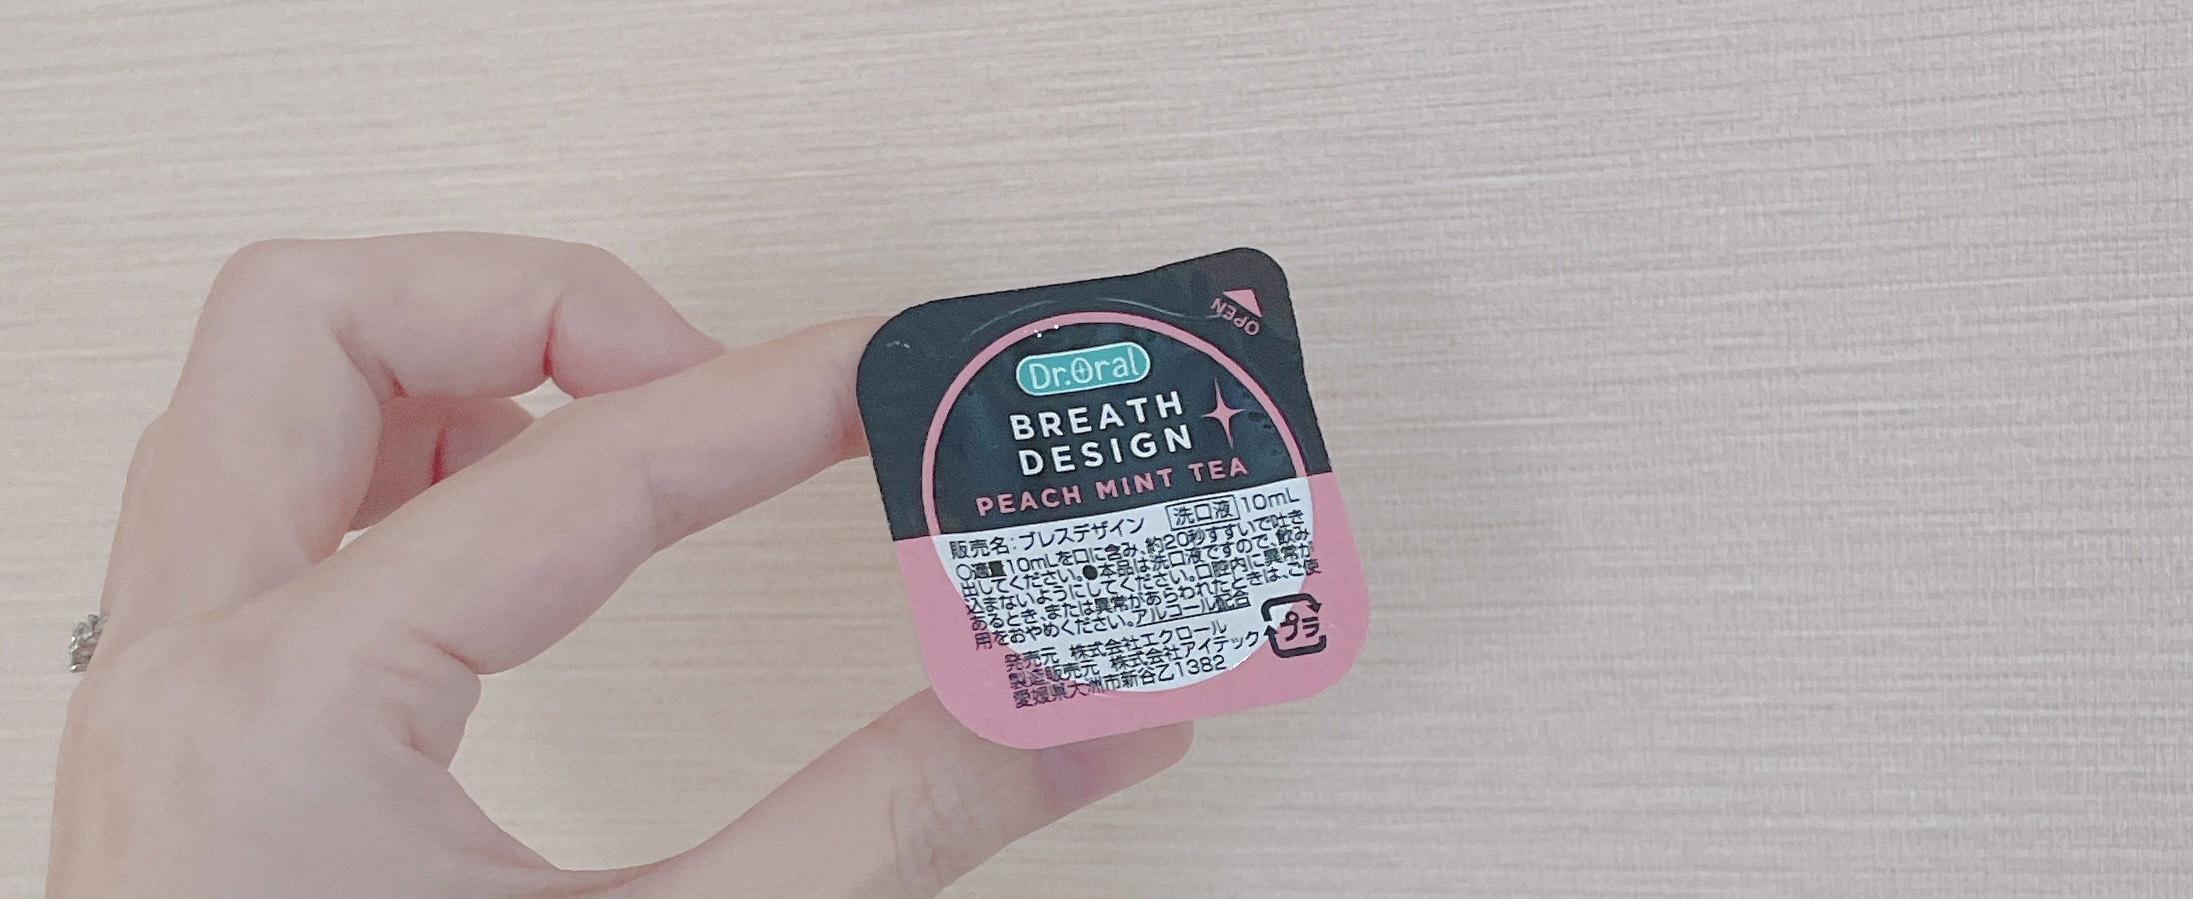 OPEN
Dr.Oral
BREATH
DESIGN
PEACH MINT TEA
販売名:ブレスデザイン 洗口液 10mL
○適量10mLを口に含み、約20秒すすいで吐き
出してください。●本品は洗口液ですので、飲み
込まないようにしてください。口腔内に異常が
あるとき、または異常があらわれたときは、ご使
用をおやめください。アルコール配合
発売元 株式会社エクロール
製造販売元 株式会社アイテック
愛媛県大洲市新谷乙1382
プラ